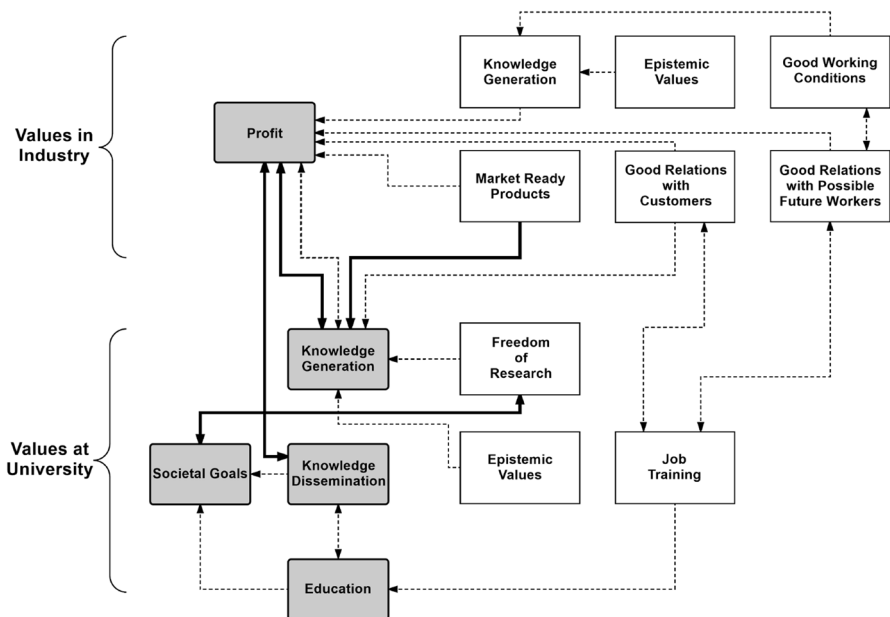 Knowledge
Generation
Epistemic
Values
Good Working
Conditions
Values in
Industry
Profit
Market Ready
Products
Good Relations
with
Customers
Good Relations
with Possible
Future Workers
Knowledge
Generation
Freedom
of
Research
Values at
University
Societal Goals
Knowledge
Dissemination
Epistemic
Values
Job
Training
Education